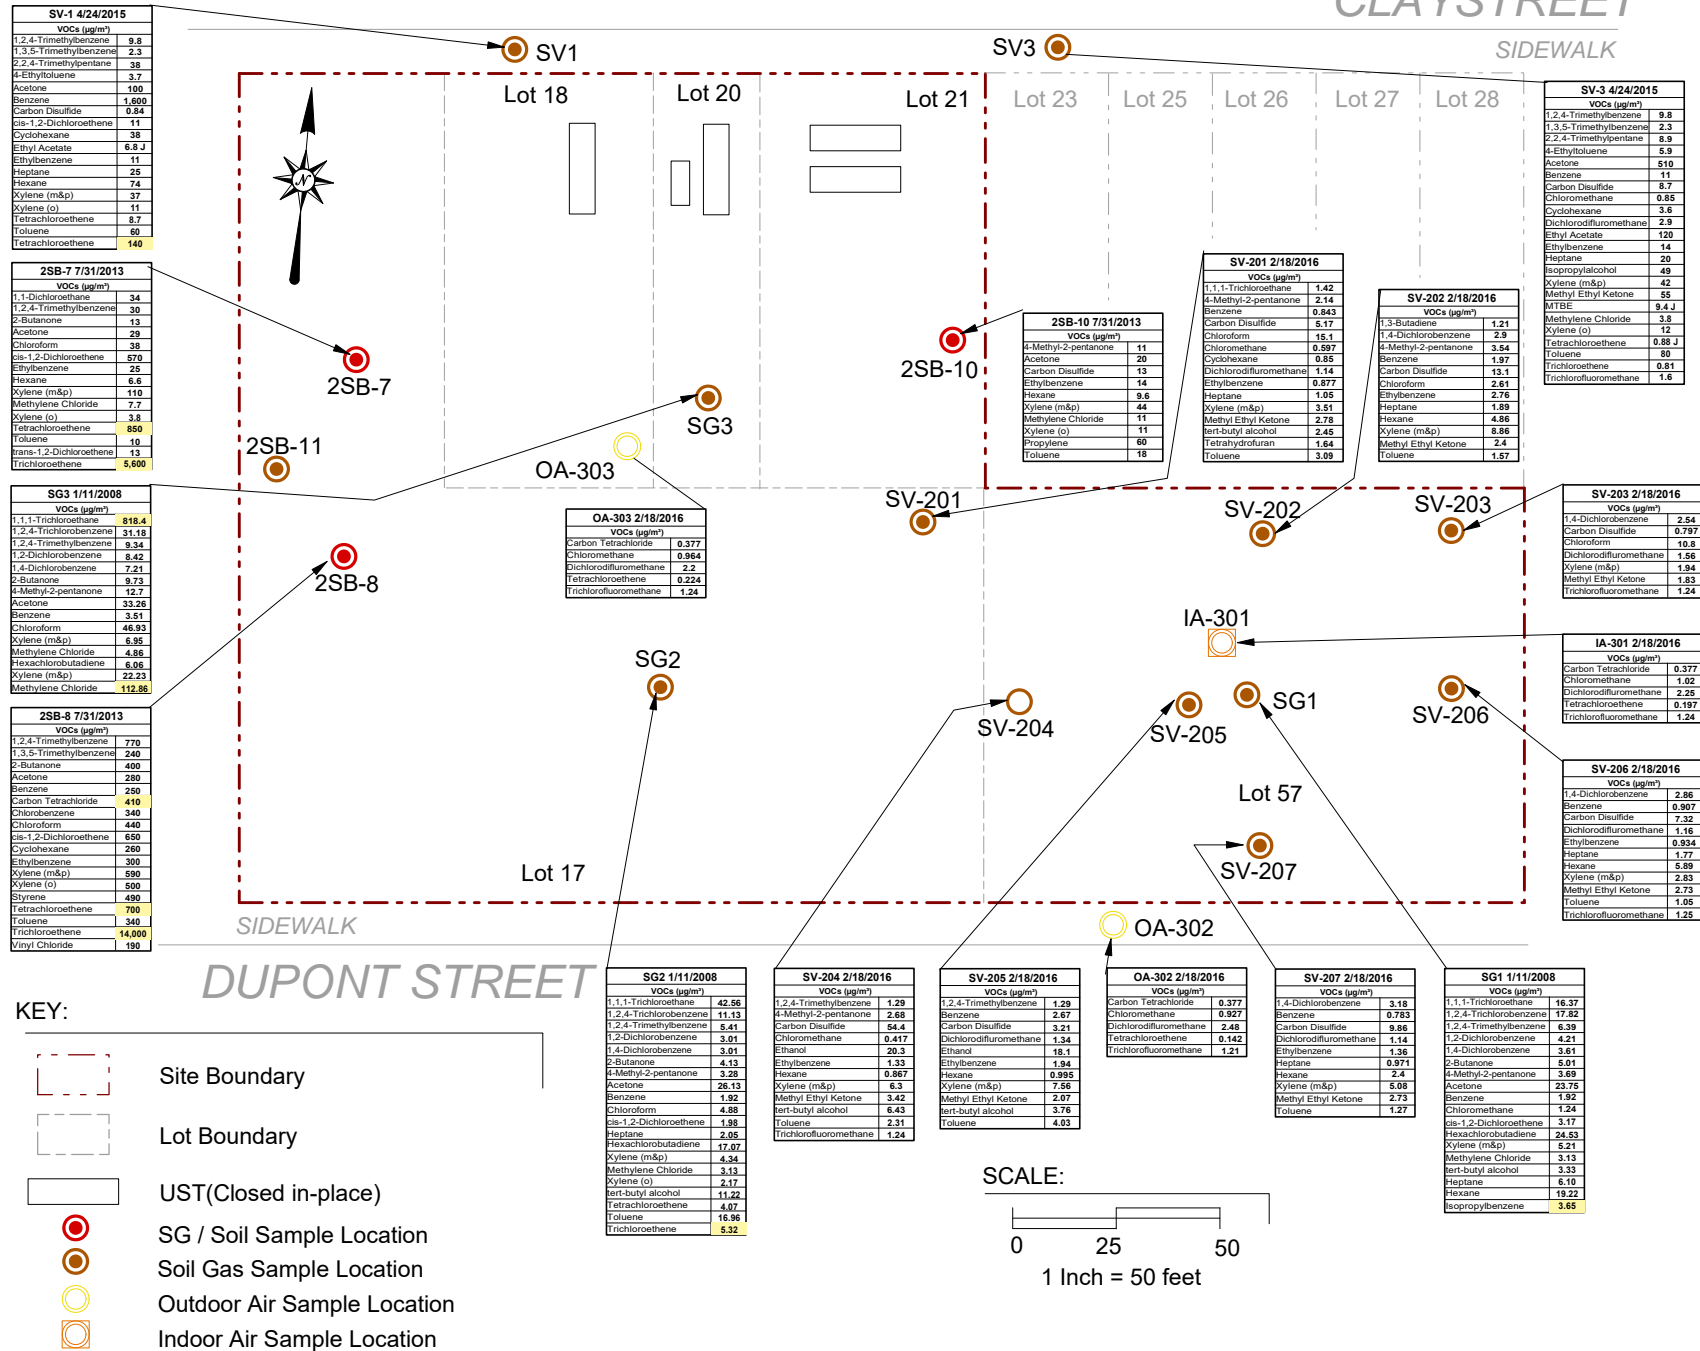 CLAYSTREET
SIDEWALK
SV1
SV3
Lot 18
Lot 20
Lot 21
Lot 23
Lot 25
Lot 26
Lot 27
Lot 28
N
SV-1 4/24/2015
VOCs (µg/m³)
1,2,4-Trimethylbenzene 9.8
1,3,5-Trimethylbenzene 2.3
2,2,4-Trimethylpentane 38
4-Ethyltoluene 3.7
Acetone 100
Benzene 1,600
Carbon Disulfide 0.84
cis-1,2-Dichloroethene 11
Cyclohexane 38
Ethyl Acetate 6.8 J
Ethylbenzene 11
Heptane 25
Hexane 74
Xylene (m&p) 37
Xylene (o) 11
Tetrachloroethene 8.7
Toluene 60
Tetrachloroethene 140
2SB-7 7/31/2013
VOCs (µg/m³)
1,1-Dichloroethane 34
1,2,4-Trimethylbenzene 30
2-Butanone 13
Acetone 29
Chloroform 38
cis-1,2-Dichloroethene 570
Ethylbenzene 25
Hexane 6.6
Xylene (m&p) 110
Methylene Chloride 7.7
Xylene (o) 3.8
Tetrachloroethene 850
Toluene 10
trans-1,2-Dichloroethene 13
Trichloroethene 5,600
SG3 1/11/2008
VOCs (µg/m³)
1,1,1-Trichloroethane 818.4
1,2,4-Trichlorobenzene 31.18
1,2,4-Trimethylbenzene 9.34
1,2-Dichlorobenzene 8.42
1,4-Dichlorobenzene 7.21
2-Butanone 9.73
4-Methyl-2-pentanone 12.7
Acetone 33.26
Benzene 3.51
Chloroform 46.93
Xylene (m&p) 6.95
Methylene Chloride 4.86
Hexachlorobutadiene 6.06
Xylene (m&p) 22.23
Methylene Chloride 112.86
2SB-8 7/31/2013
VOCs (µg/m³)
1,2,4-Trimethylbenzene 770
1,3,5-Trimethylbenzene 240
2-Butanone 400
Acetone 280
Benzene 250
Carbon Tetrachloride 410
Chlorobenzene 340
Chloroform 440
cis-1,2-Dichloroethene 650
Cyclohexane 260
Ethylbenzene 300
Xylene (m&p) 590
Xylene (o) 500
Styrene 490
Tetrachloroethene 700
Toluene 340
Trichloroethene 14,000
Vinyl Chloride 190
SV-3 4/24/2015
VOCs (µg/m³)
1,2,4-Trimethylbenzene 9.8
1,3,5-Trimethylbenzene 2.3
2,2,4-Trimethylpentane 8.9
4-Ethyltoluene 5.9
Acetone 510
Benzene 11
Carbon Disulfide 8.7
Chloromethane 0.85
Cyclohexane 3.6
Dichlorodifluromethane 2.9
Ethyl Acetate 120
Ethylbenzene 14
Heptane 20
Isopropylalcohol 49
Xylene (m&p) 42
Methyl Ethyl Ketone 55
MTBE 9.4 J
Methylene Chloride 3.8
Xylene (o) 12
Tetrachloroethene 0.88 J
Toluene 80
Trichloroethene 0.81
Trichlorofluoromethane 1.6
SV-201 2/18/2016
VOCs (µg/m³)
1,1,1-Trichloroethane 1.42
4-Methyl-2-pentanone 2.14
Benzene 0.843
Carbon Disulfide 5.17
Chloroform 15.1
Chloromethane 0.597
Cyclohexane 0.85
Dichlorodifluromethane 1.14
Ethylbenzene 0.877
Heptane 1.05
Xylene (m&p) 3.51
Methyl Ethyl Ketone 2.78
tert-butyl alcohol 2.45
Tetrahydrofuran 1.64
Toluene 3.09
SV-202 2/18/2016
VOCs (µg/m³)
1,3-Butadiene 1.21
1,4-Dichlorobenzene 2.9
4-Methyl-2-pentanone 3.54
Benzene 1.97
Carbon Disulfide 13.1
Chloroform 2.61
Ethylbenzene 2.76
Heptane 1.89
Hexane 4.86
Xylene (m&p) 8.86
Methyl Ethyl Ketone 2.4
Toluene 1.57
2SB-10 7/31/2013
VOCs (µg/m³)
4-Methyl-2-pentanone 11
Acetone 20
Carbon Disulfide 13
Ethylbenzene 14
Hexane 9.6
Xylene (m&p) 44
Methylene Chloride 11
Xylene (o) 11
Propylene 60
Toluene 18
2SB-7
2SB-10
SG3
2SB-11
OA-303
2SB-8
SV-201
SV-202
SV-203
OA-303 2/18/2016
VOCs (µg/m³)
Carbon Tetrachloride 0.377
Chloromethane 0.964
Dichlorodifluromethane 2.2
Tetrachloroethene 0.224
Trichlorofluoromethane 1.24
SV-203 2/18/2016
VOCs (µg/m³)
1,4-Dichlorobenzene 2.54
Carbon Disulfide 0.797
Chloroform 10.8
Dichlorodifluromethane 1.56
Xylene (m&p) 1.94
Methyl Ethyl Ketone 1.83
Trichlorofluoromethane 1.24
IA-301
SG2
SG1
SV-204
SV-205
SV-206
IA-301 2/18/2016
VOCs (µg/m³)
Carbon Tetrachloride 0.377
Chloromethane 1.02
Dichlorodifluromethane 2.25
Tetrachloroethene 0.197
Trichlorofluoromethane 1.24
Lot 57
SV-207
Lot 17
SV-206 2/18/2016
VOCs (µg/m³)
1,4-Dichlorobenzene 2.86
Benzene 0.907
Carbon Disulfide 7.32
Dichlorodifluromethane 1.16
Ethylbenzene 0.934
Heptane 1.77
Hexane 5.89
Xylene (m&p) 2.83
Methyl Ethyl Ketone 2.73
Toluene 1.05
Trichlorofluoromethane 1.25
SIDEWALK
OA-302
DUPONT STREET
SG2 1/11/2008
VOCs (µg/m³)
1,1,1-Trichloroethane 42.56
1,2,4-Trichlorobenzene 11.13
1,2,4-Trimethylbenzene 5.41
1,2-Dichlorobenzene 3.01
1,4-Dichlorobenzene 3.01
2-Butanone 4.13
4-Methyl-2-pentanone 3.28
Acetone 26.13
Benzene 1.92
Chloroform 4.88
cis-1,2-Dichloroethene 1.98
Heptane 2.05
Hexachlorobutadiene 17.07
Xylene (m&p) 4.34
Methylene Chloride 3.13
Xylene (o) 2.17
tert-butyl alcohol 11.22
Tetrachloroethene 4.07
Toluene 16.96
Trichloroethene 5.32
SV-204 2/18/2016
VOCs (µg/m³)
1,2,4-Trimethylbenzene 1.29
4-Methyl-2-pentanone 2.68
Carbon Disulfide 54.4
Chloromethane 0.417
Ethanol 20.3
Ethylbenzene 1.33
Hexane 0.867
Xylene (m&p) 6.3
Methyl Ethyl Ketone 3.42
tert-butyl alcohol 6.43
Toluene 2.31
Trichlorofluoromethane 1.24
SV-205 2/18/2016
VOCs (µg/m³)
1,2,4-Trimethylbenzene 1.29
Benzene 2.67
Carbon Disulfide 3.21
Dichlorodifluromethane 1.34
Ethanol 18.1
Ethylbenzene 1.94
Hexane 0.995
Xylene (m&p) 7.56
Methyl Ethyl Ketone 2.07
tert-butyl alcohol 3.76
Toluene 4.03
OA-302 2/18/2016
VOCs (µg/m³)
Carbon Tetrachloride 0.377
Chloromethane 0.927
Dichlorodifluromethane 2.48
Tetrachloroethene 0.142
Trichlorofluoromethane 1.21
SV-207 2/18/2016
VOCs (µg/m³)
1,4-Dichlorobenzene 3.18
Benzene 0.783
Carbon Disulfide 9.86
Dichlorodifluromethane 1.14
Ethylbenzene 1.36
Heptane 0.971
Hexane 2.4
Xylene (m&p) 5.08
Methyl Ethyl Ketone 2.73
Toluene 1.27
SG1 1/11/2008
VOCs (µg/m³)
1,1,1-Trichloroethane 16.37
1,2,4-Trichlorobenzene 17.82
1,2,4-Trimethylbenzene 6.39
1,2-Dichlorobenzene 4.21
1,4-Dichlorobenzene 3.61
2-Butanone 5.01
4-Methyl-2-pentanone 3.69
Acetone 23.75
Benzene 1.92
Chloromethane 1.24
cis-1,2-Dichloroethene 3.17
Hexachlorobutadiene 24.53
Xylene (m&p) 5.21
Methylene Chloride 3.13
tert-butyl alcohol 3.33
Heptane 6.10
Hexane 19.22
Isopropylbenzene 3.65
KEY:
Site Boundary
Lot Boundary
UST(Closed in-place)
SG / Soil Sample Location
Soil Gas Sample Location
Outdoor Air Sample Location
Indoor Air Sample Location
SCALE:
0 25 50
1 Inch = 50 feet